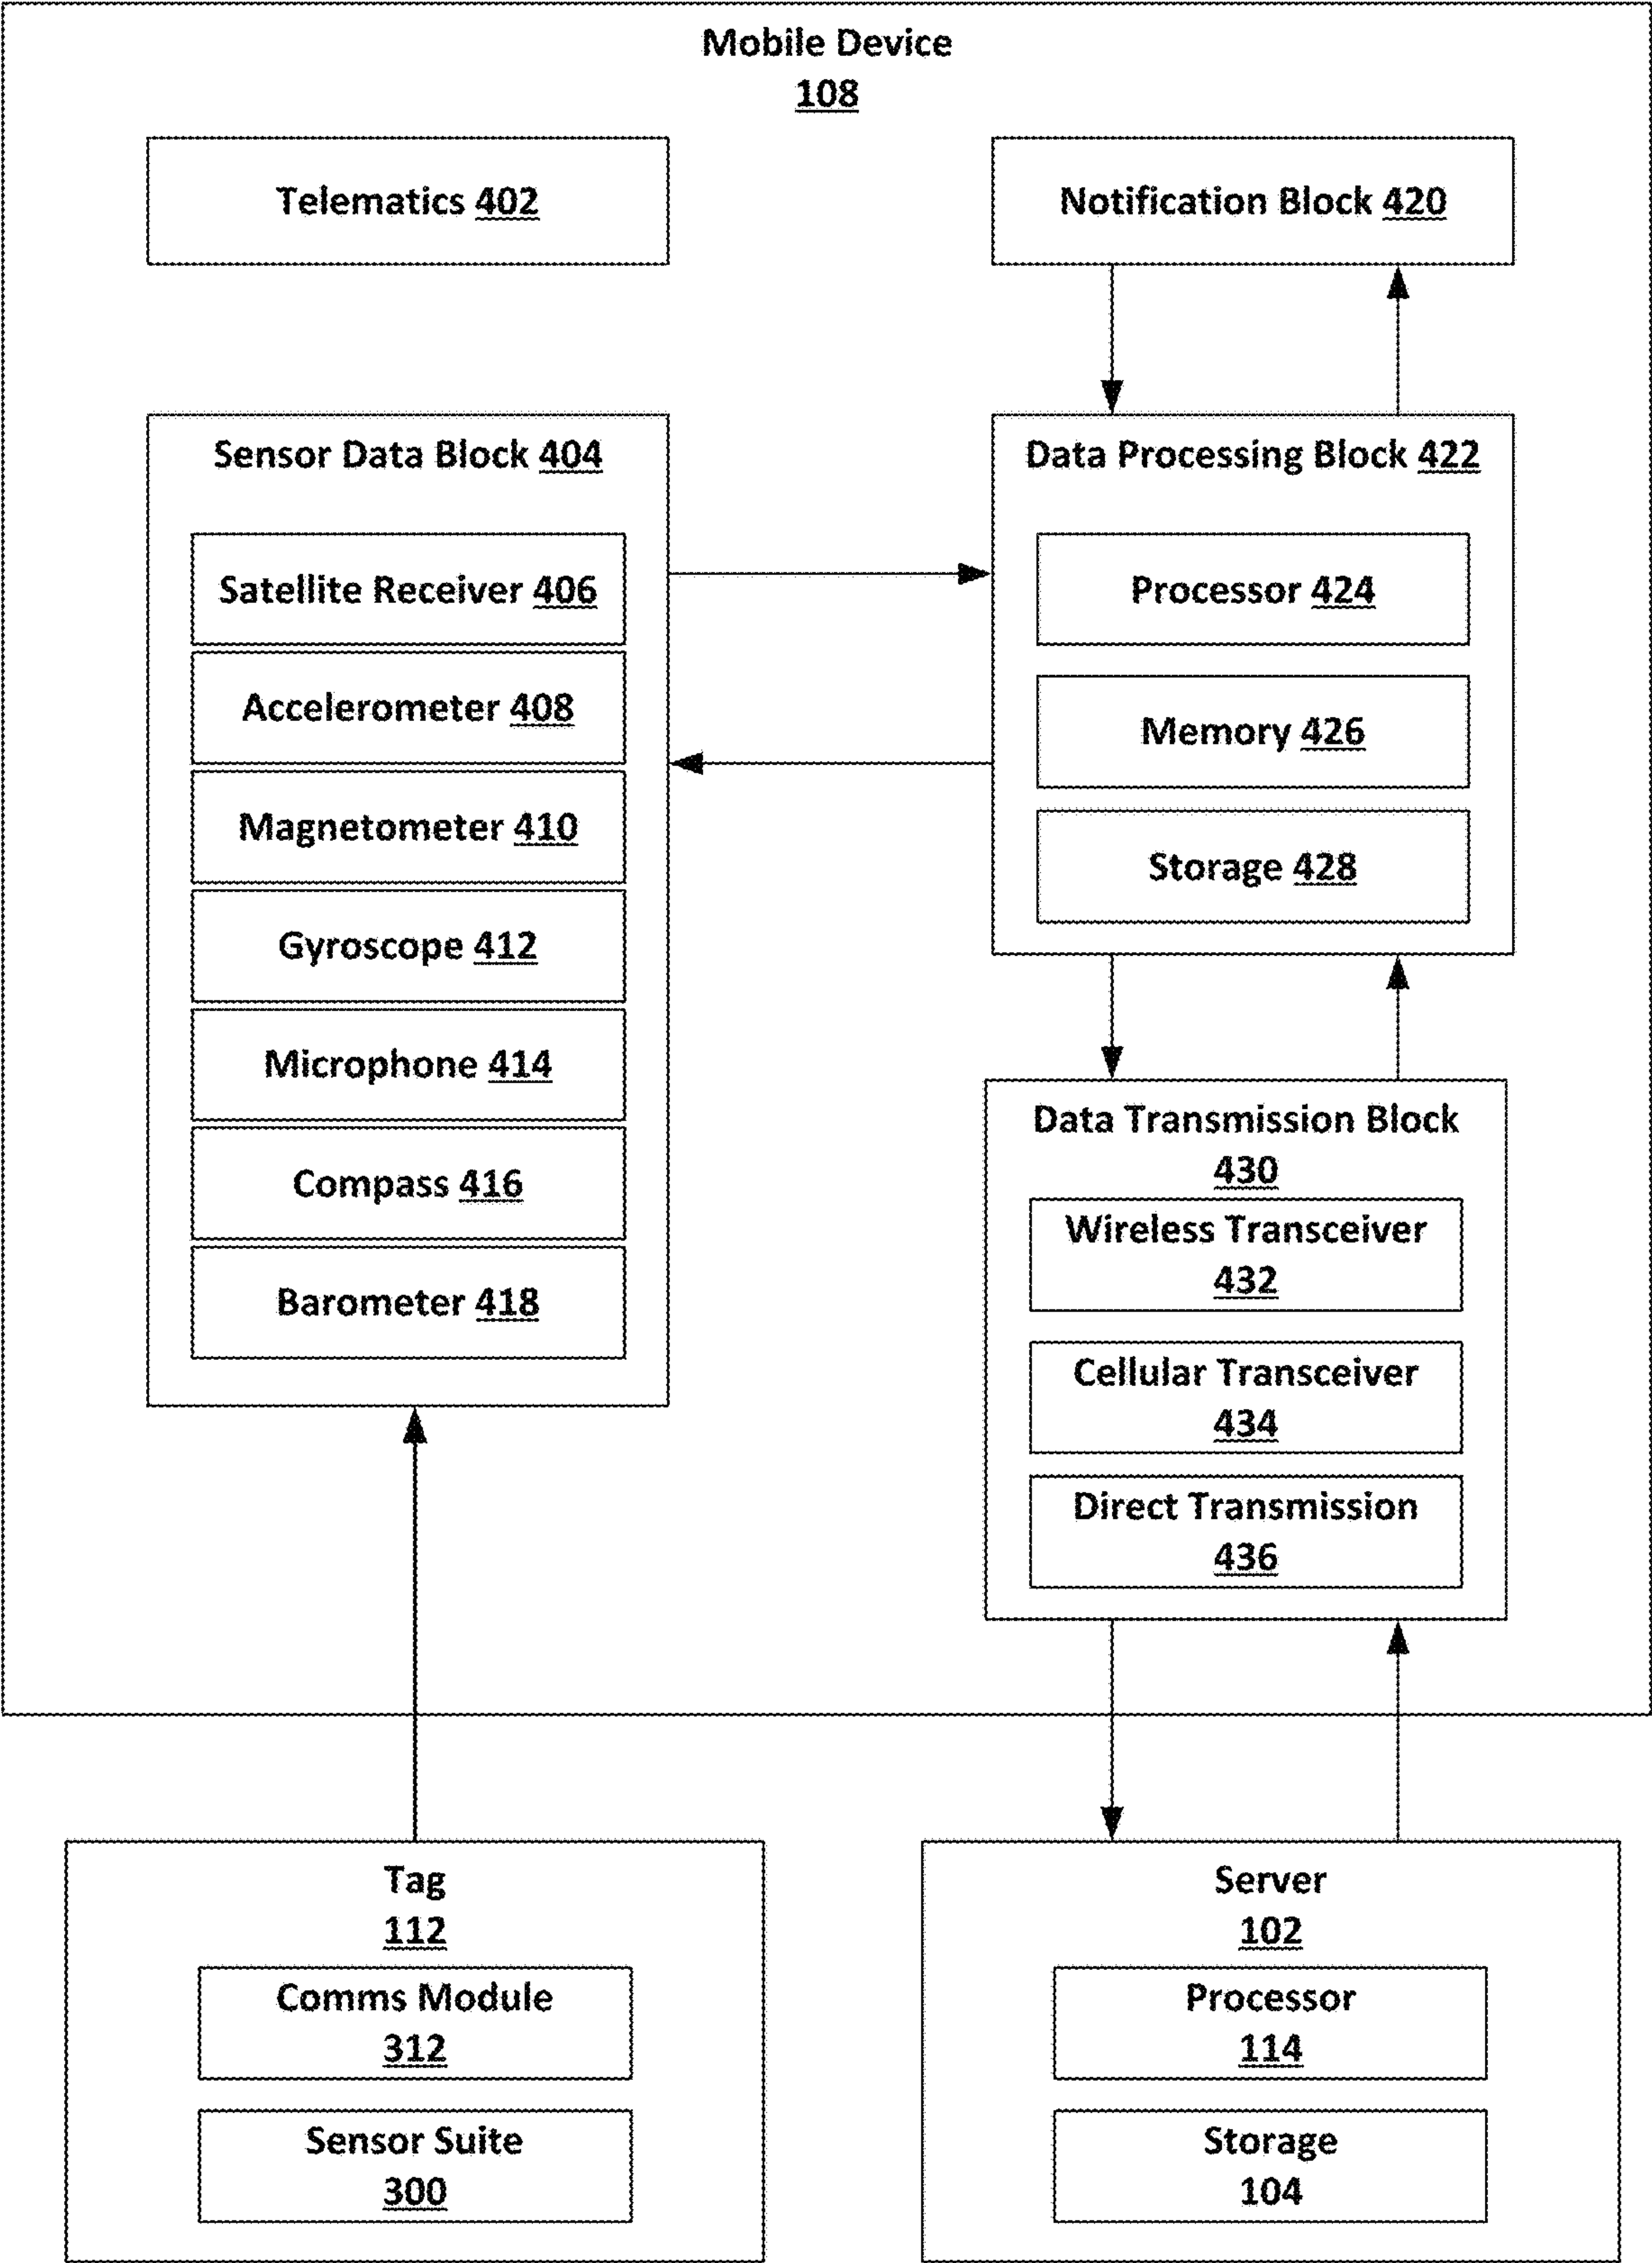 Mobile Device
108
Telematics 402
Notification Block 420
Sensor Data Block 404
Satellite Receiver 406
Accelerometer 408
Magnetometer 410
Gyroscope 412
Microphone 414
Compass 416
Barometer 418
Data Processing Block 422
Processor 424
Memory 426
Storage 428
Data Transmission Block
430
Wireless Transceiver
432
Cellular Transceiver
434
Direct Transmission
436
Tag
112
Comms Module
312
Sensor Suite
300
Server
102
Processor
114
Storage
104